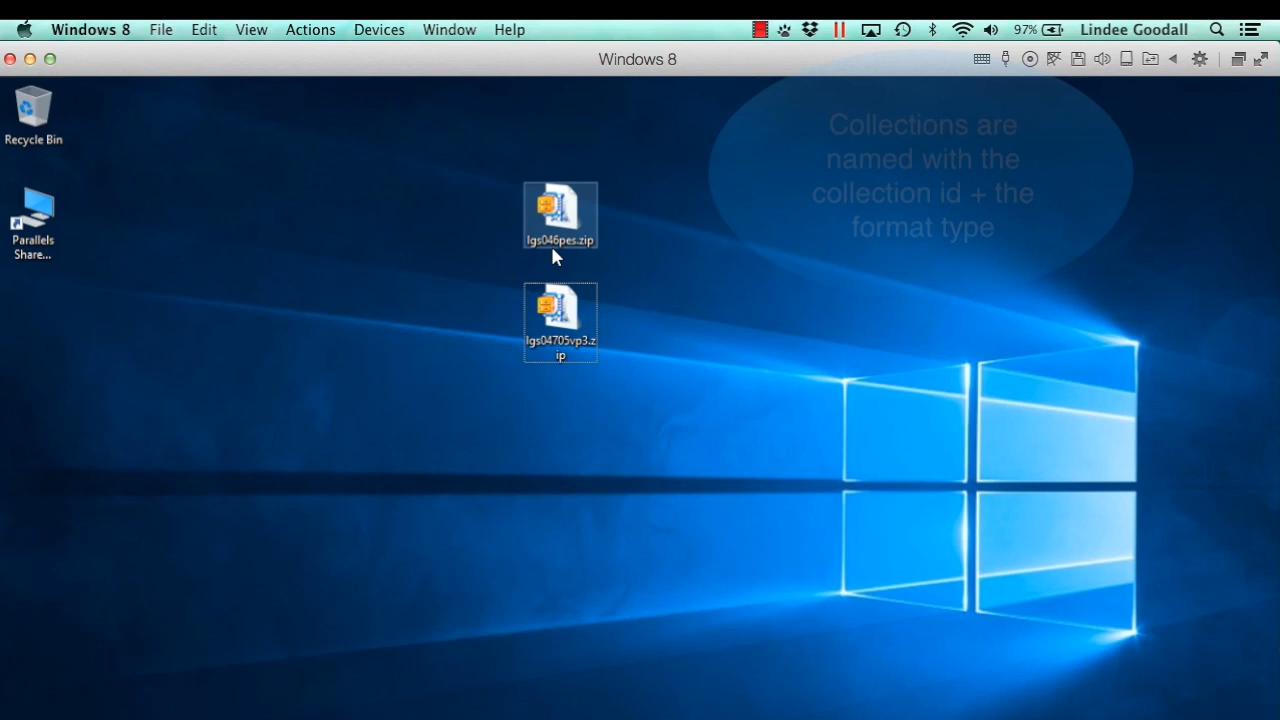 Windows 8 File Edit View Actions Devices Window Help 97% Lindee Goodall
Windows 8
Recycle Bin
Parallels
Share...
lgs046pes.zip
lgs04705vp3.z
ip
Collections are
named with the
collection id + the
format type